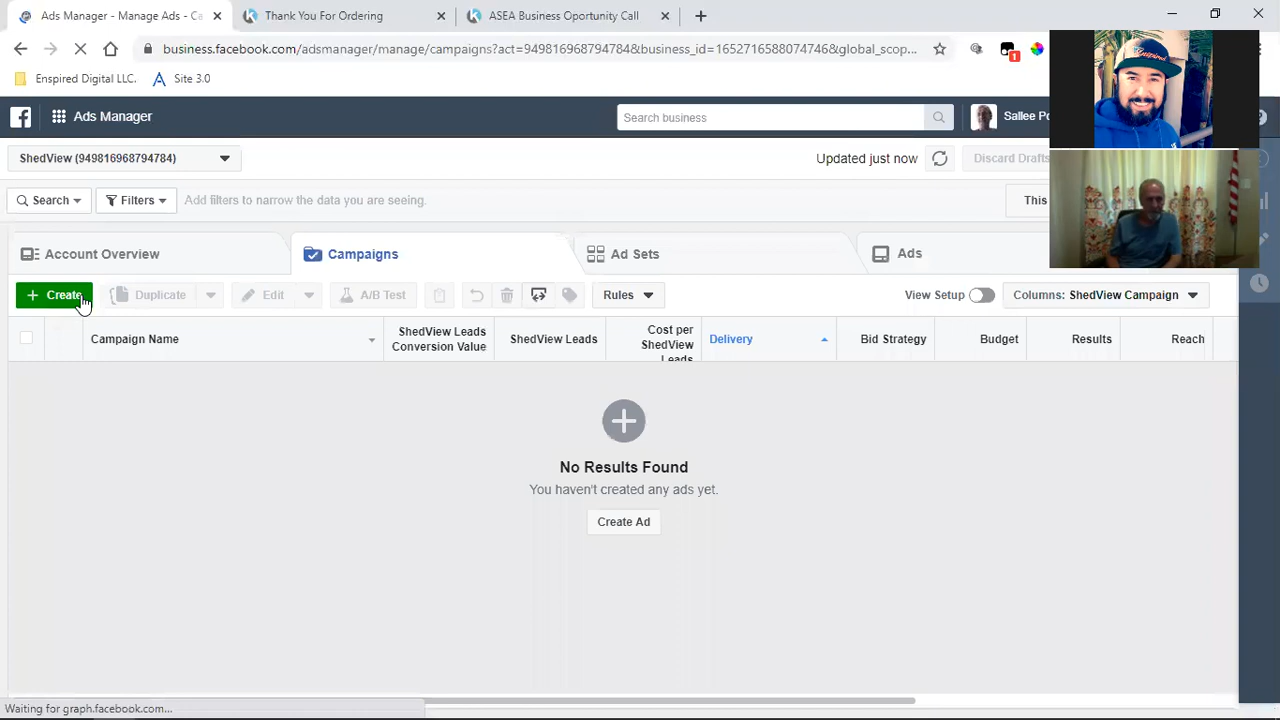 Ads Manager - Manage Ads - Ca
Thank You For Ordering
ASEA Business Oportunity Call
business.facebook.com/adsmanager/manage/campaigns?act=949816968794784&business_id=16527165880774​6&global_scop...
1
Enspired Digital LLC.
Site 3.0
Ads Manager
Search business
Sallee Po
ShedView (949816968794784)
Updated just now
Discard Drafts
Search
Filters
Add filters to narrow the data you are seeing.
This
Account Overview
Campaigns
Ad Sets
Ads
+ Create
Duplicate
Edit
A/B Test
Rules
View Setup
Columns: ShedView Campaign
Campaign Name
ShedView Leads
Conversion Value
ShedView Leads
Cost per
ShedView
Leads
Delivery
Bid Strategy
Budget
Results
Reach
No Results Found
You haven't created any ads yet.
Create Ad
Waiting for graph.facebook.com...